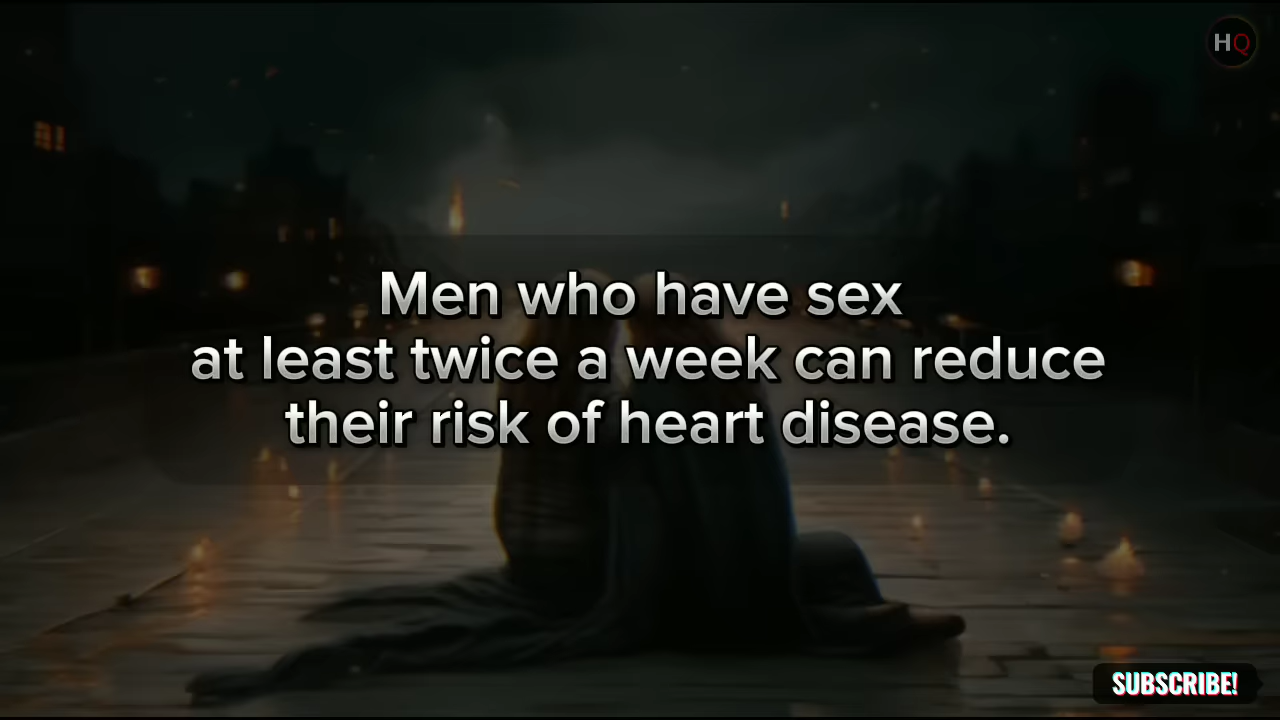 HQ
Men who have sex
at least twice a week can reduce
their risk of heart disease.
SUBSCRIBE!